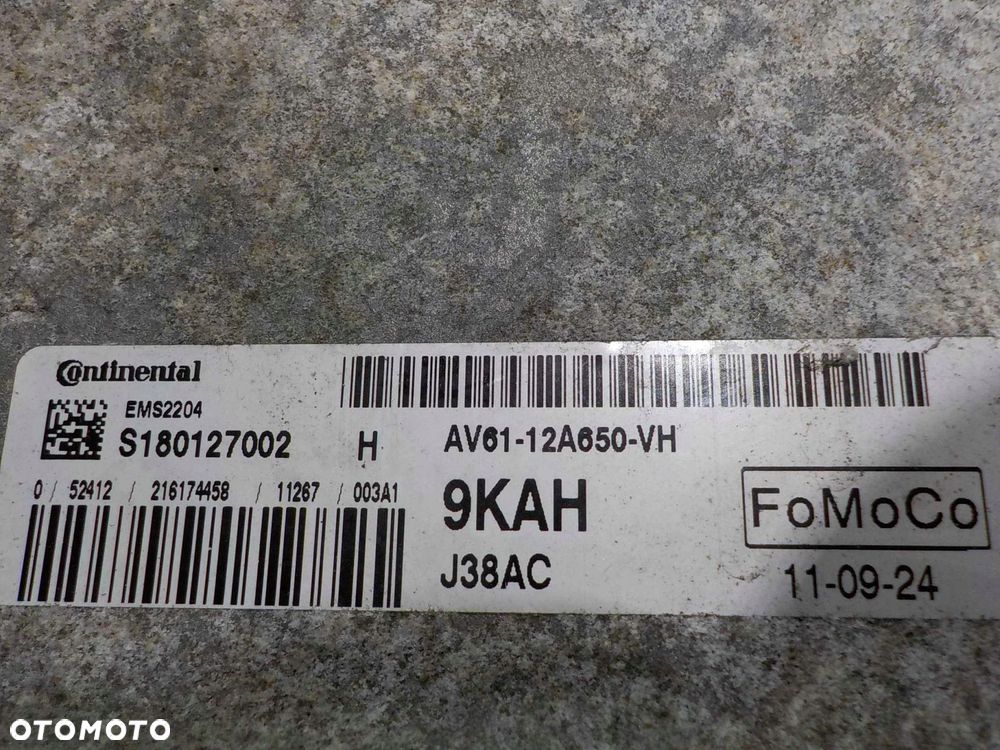 Continental
EMS2204
S180127002 H AV61-12A650-VH
0 / 52412 / 216174458 / 11267 / 003A1
9KAH
FoMoCo
J38AC
11-09-24
OTOMOTO